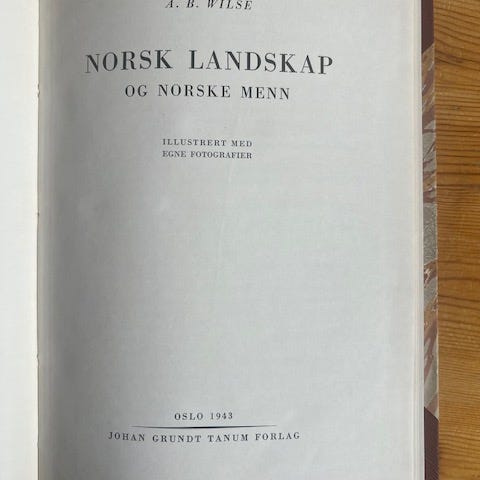 A. B. WILSE
NORSK LANDSKAP
OG NORSKE MENN
ILLUSTRERT MED
EGNE FOTOGRAFIER
OSLO 1943
JOHAN GRUNDT TANUM FORLAG